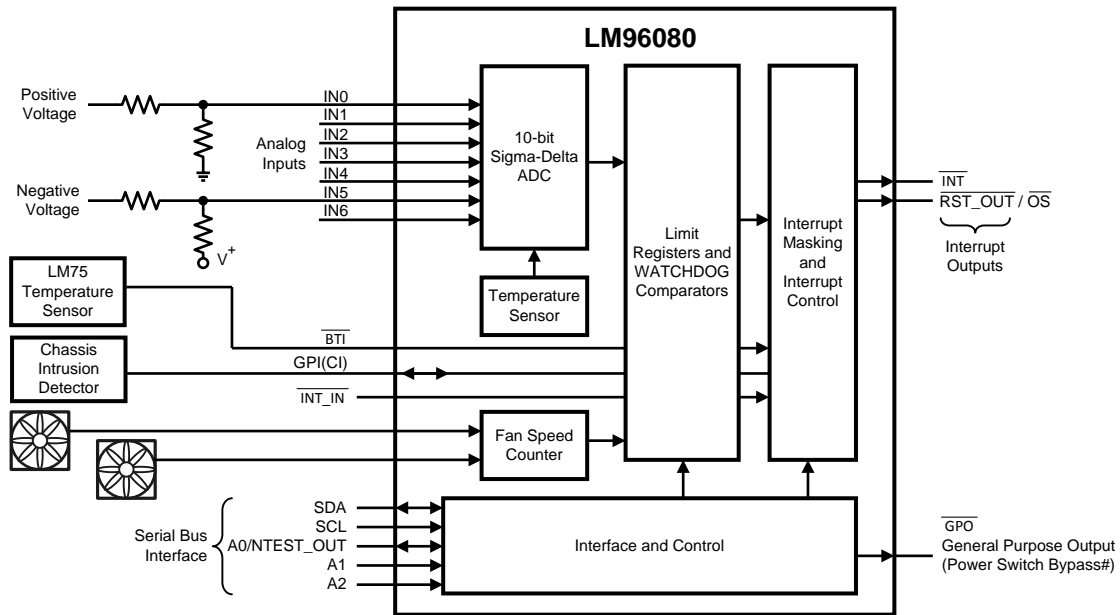 LM96080
Positive
Voltage
Negative
Voltage
V+
Analog
Inputs
IN0
IN1
IN2
IN3
IN4
IN5
IN6
10-bit
Sigma-Delta
ADC
Temperature
Sensor
Limit
Registers and
WATCHDOG
Comparators
Interrupt
Masking
and
Interrupt
Control
INT
RST_OUT / OS
Interrupt
Outputs
LM75
Temperature
Sensor
Chassis
Intrusion
Detector
BTI
GPI(CI)
INT_IN
Fan Speed
Counter
Serial Bus
Interface
SDA
SCL
A0/NTEST_OUT
A1
A2
Interface and Control
GPO
General Purpose Output
(Power Switch Bypass#)